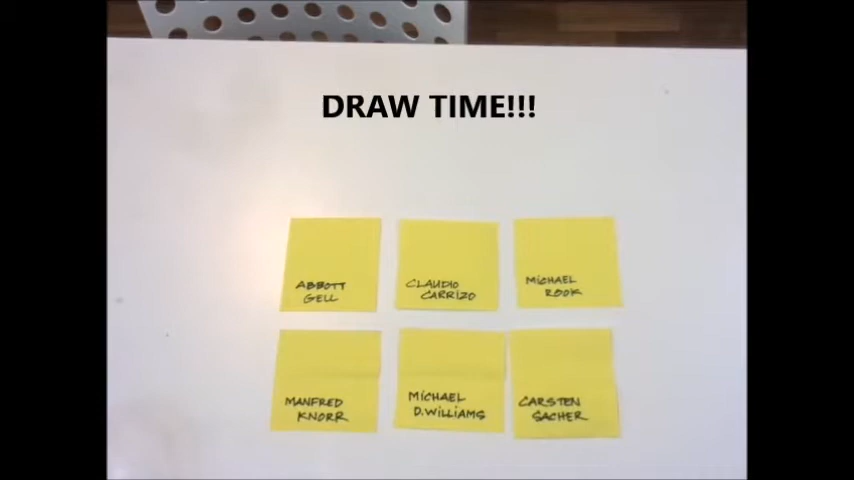 DRAW TIME!!!
ABBOTT
GELL
CLAUDIO
CARRIZO
MICHAEL
ROOK
MANFRED
KNORR
MICHAEL
D.WILLIAMS
CARSTEN
SACHER